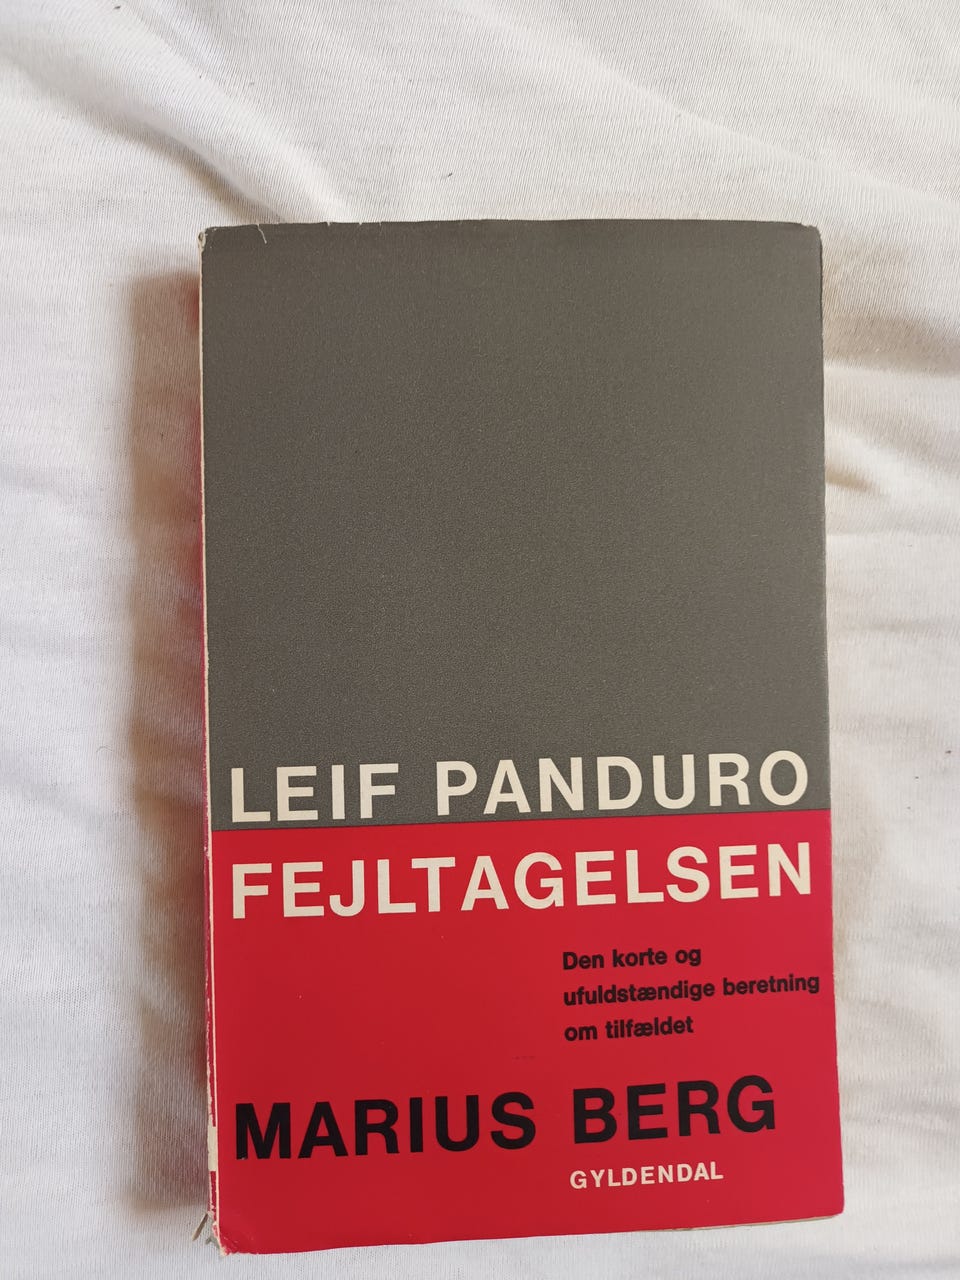 LEIF PANDURO
FEJLTAGELSEN
Den korte og
ufuldstændige beretning
om tilfældet
MARIUS BERG
GYLDENDAL